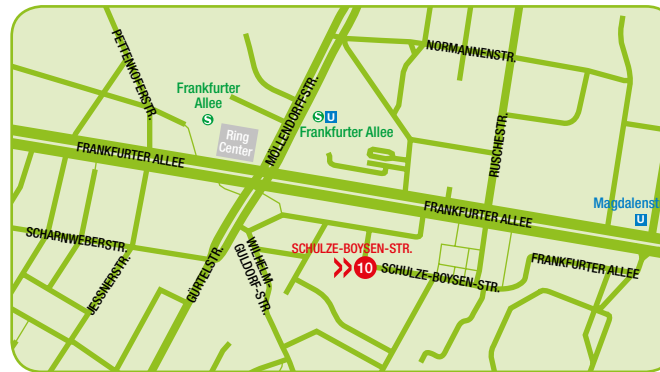 PETTENKOFERSTR.
MÖLLENDORFFSTR.
NORMANNENSTR.
Frankfurter
Allee
S
S U
Frankfurter Allee
Ring
Center
RUSCHESTR.
FRANKFURTER ALLEE
Magdalenst
U
FRANKFURTER ALLEE
SCHARNWEBERSTR.
JESSNERSTR.
GÜRTELSTR.
WILHELM-
GULDORF-STR.
SCHULZE-BOYSEN-STR.
10
SCHULZE-BOYSEN-STR.
FRANKFURTER ALLEE